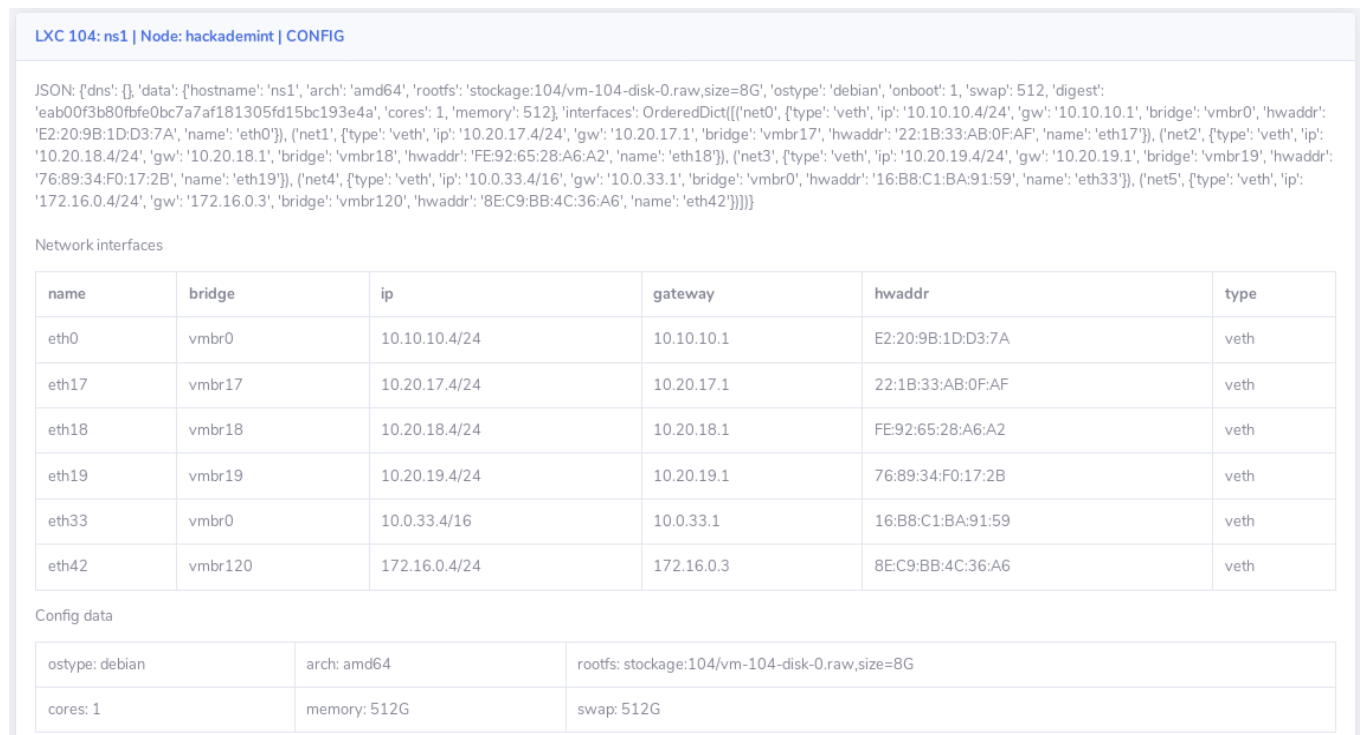 LXC 104: ns1 | Node: hackademint | CONFIG
JSON: {'dns': {}, 'data': {'hostname': 'ns1', 'arch': 'amd64', 'rootfs': 'stockage:104/vm-104-disk-0.raw,size=8G', 'ostype': 'debian', 'onboot': 1, 'swap': 512, 'digest':
'eab00f3b80fbfe0bc7a7af181305fd15bc193e4a', 'cores': 1, 'memory': 512}, 'interfaces': OrderedDict([('net0', {'type': 'veth', 'ip': '10.10.10.4/24', 'gw': '10.10.10.1', 'bridge': 'vmbr0', 'hwaddr':
'E2:20:9B:1D:D3:7A', 'name': 'eth0'}), ('net1', {'type': 'veth', 'ip': '10.20.17.4/24', 'gw': '10.20.17.1', 'bridge': 'vmbr17', 'hwaddr': '22:1B:33:AB:0F:AF', 'name': 'eth17'}), ('net2', {'type': 'veth', 'ip':
'10.20.18.4/24', 'gw': '10.20.18.1', 'bridge': 'vmbr18', 'hwaddr': 'FE:92:65:28:A6:A2', 'name': 'eth18'}), ('net3', {'type': 'veth', 'ip': '10.20.19.4/24', 'gw': '10.20.19.1', 'bridge': 'vmbr19', 'hwaddr':
'76:89:34:F0:17:2B', 'name': 'eth19'}), ('net4', {'type': 'veth', 'ip': '10.0.33.4/16', 'gw': '10.0.33.1', 'bridge': 'vmbr0', 'hwaddr': '16:B8:C1:BA:91:59', 'name': 'eth33'}), ('net5', {'type': 'veth', 'ip':
'172.16.0.4/24', 'gw': '172.16.0.3', 'bridge': 'vmbr120', 'hwaddr': '8E:C9:BB:4C:36:A6', 'name': 'eth42'})])}
Network interfaces
name bridge ip gateway hwaddr type
eth0 vmbr0 10.10.10.4/24 10.10.10.1 E2:20:9B:1D:D3:7A veth
eth17 vmbr17 10.20.17.4/24 10.20.17.1 22:1B:33:AB:0F:AF veth
eth18 vmbr18 10.20.18.4/24 10.20.18.1 FE:92:65:28:A6:A2 veth
eth19 vmbr19 10.20.19.4/24 10.20.19.1 76:89:34:F0:17:2B veth
eth33 vmbr0 10.0.33.4/16 10.0.33.1 16:B8:C1:BA:91:59 veth
eth42 vmbr120 172.16.0.4/24 172.16.0.3 8E:C9:BB:4C:36:A6 veth
Config data
ostype: debian arch: amd64 rootfs: stockage:104/vm-104-disk-0.raw,size=8G
cores: 1 memory: 512G swap: 512G